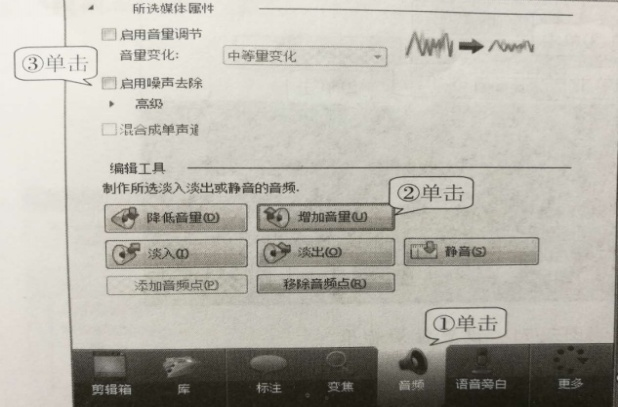 所选媒体属性
启用音量调节
音量变化: 中等量变化
③单击
启用噪声去除
高级
混合成单声道
编辑工具
制作所选淡入淡出或静音的音频.
②单击
降低音量(D) 增加音量(U)
淡入(I) 淡出(O) 静音(S)
添加音频点(P) 移除音频点(R)
①单击
剪辑箱 库 标注 变焦 音频 语音旁白 更多